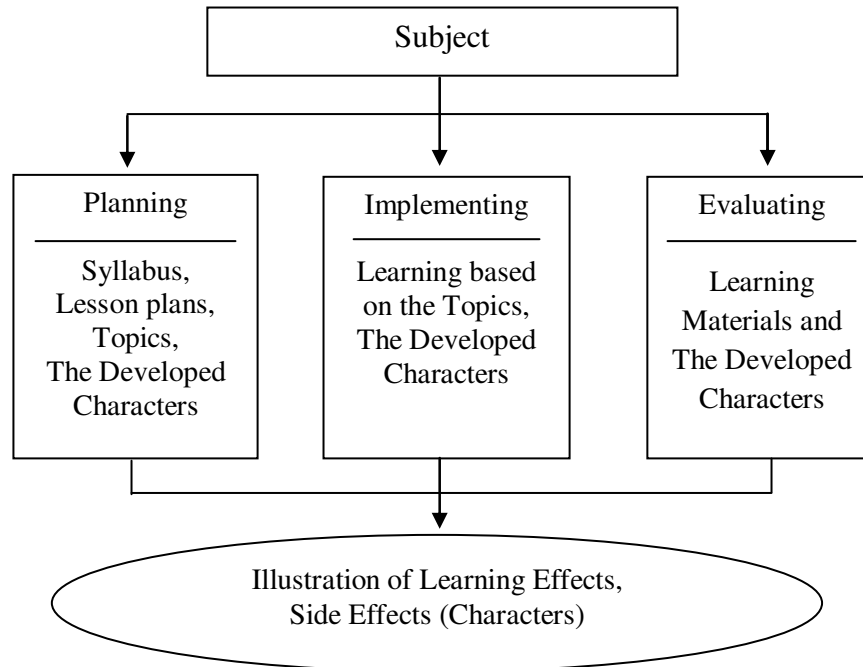 Subject
Planning
Syllabus,
Lesson plans,
Topics,
The Developed
Characters
Implementing
Learning based
on the Topics,
The Developed
Characters
Evaluating
Learning
Materials and
The Developed
Characters
Illustration of Learning Effects,
Side Effects (Characters)